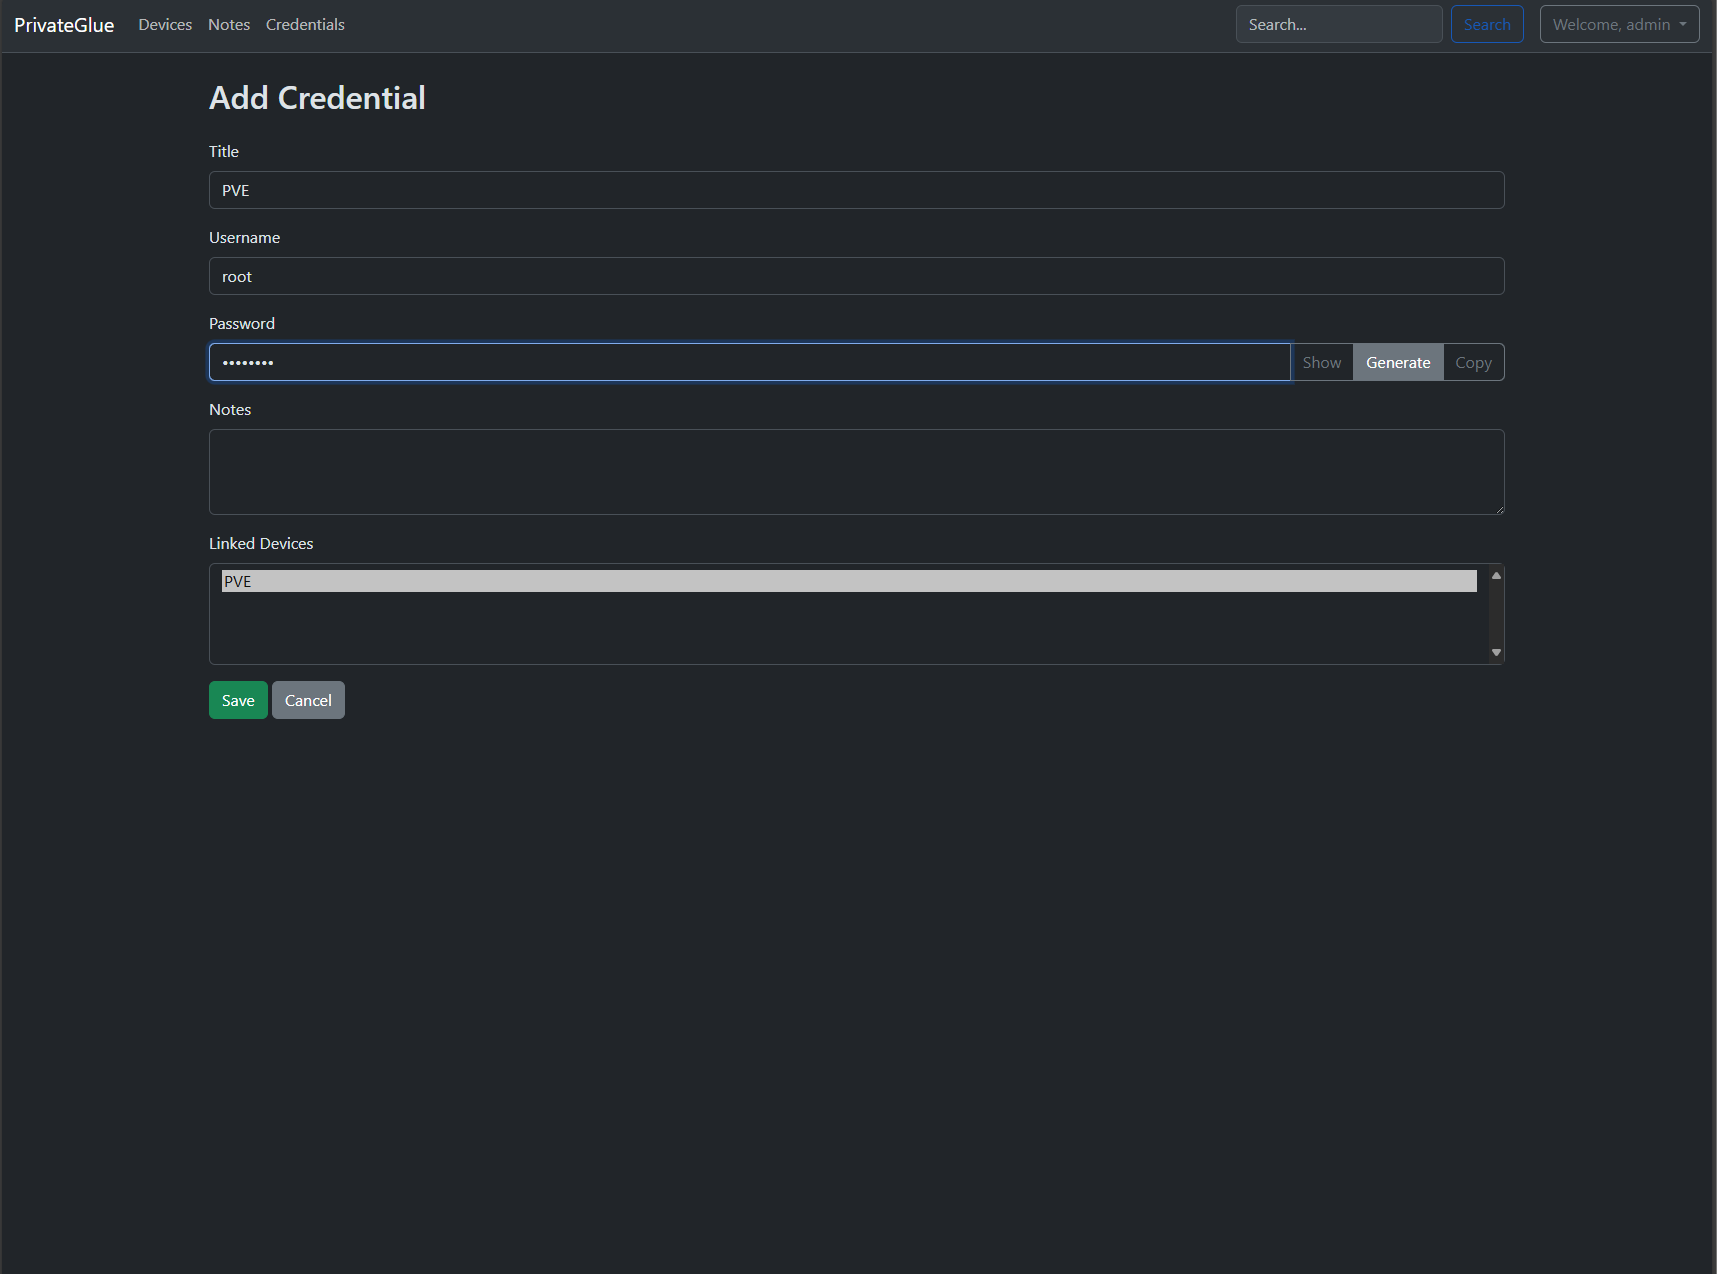 PrivateGlue Devices Notes Credentials Search... Search Welcome, admin
Add Credential
Title
PVE
Username
root
Password
•••••••• Show Generate Copy
Notes
Linked Devices
PVE
Save Cancel